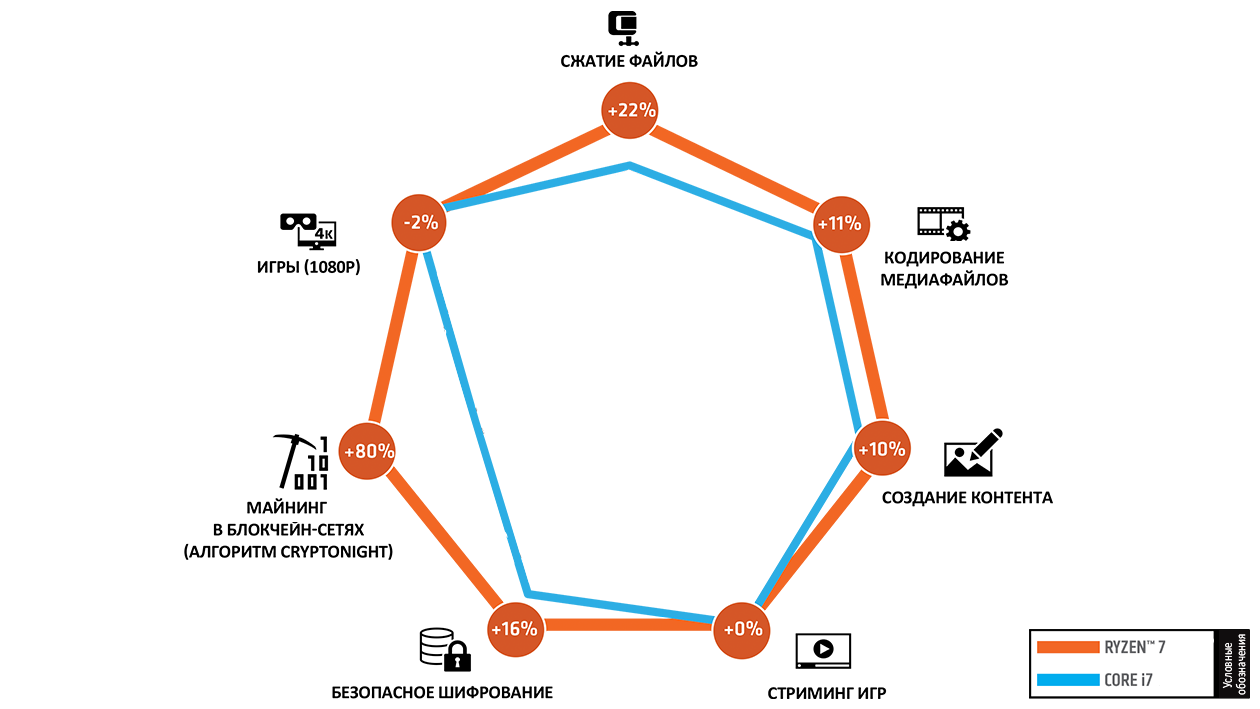 СЖАТИЕ ФАЙЛОВ
+22%
-2%
+11%
4K
ИГРЫ (1080P)
КОДИРОВАНИЕ
МЕДИАФАЙЛОВ
+80%
+10%
1
10
001
МАЙНИНГ
В БЛОКЧЕЙН-СЕТЯХ
(АЛГОРИТМ CRYPTONIGHT)
СОЗДАНИЕ КОНТЕНТА
+16%
+0%
БЕЗОПАСНОЕ ШИФРОВАНИЕ
СТРИМИНГ ИГР
RYZEN™ 7
CORE i7
Условные
обозначения